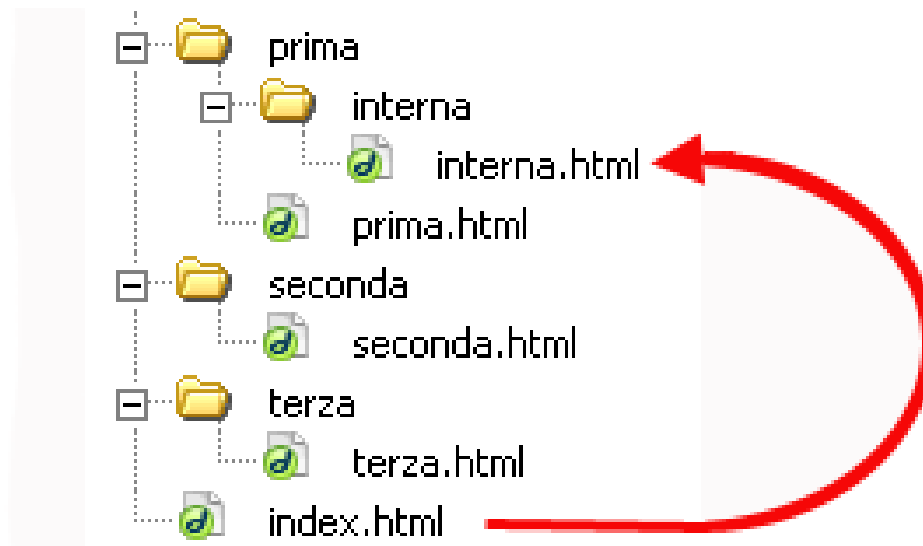 prima
interna
interna.html
prima.html
seconda
seconda.html
terza
terza.html
index.html